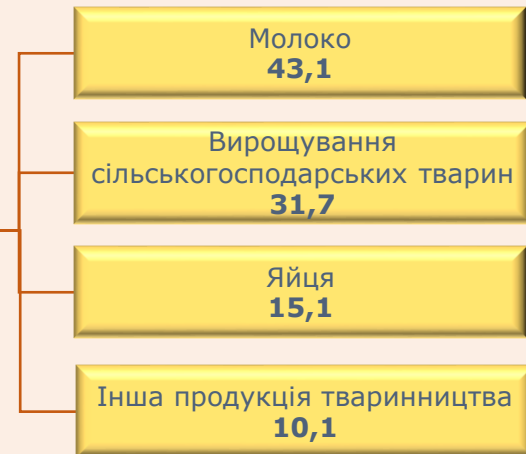 Молоко
43,1
Вирощування
сільськогосподарських тварин
31,7
Яйця
15,1
Інша продукція тваринництва
10,1